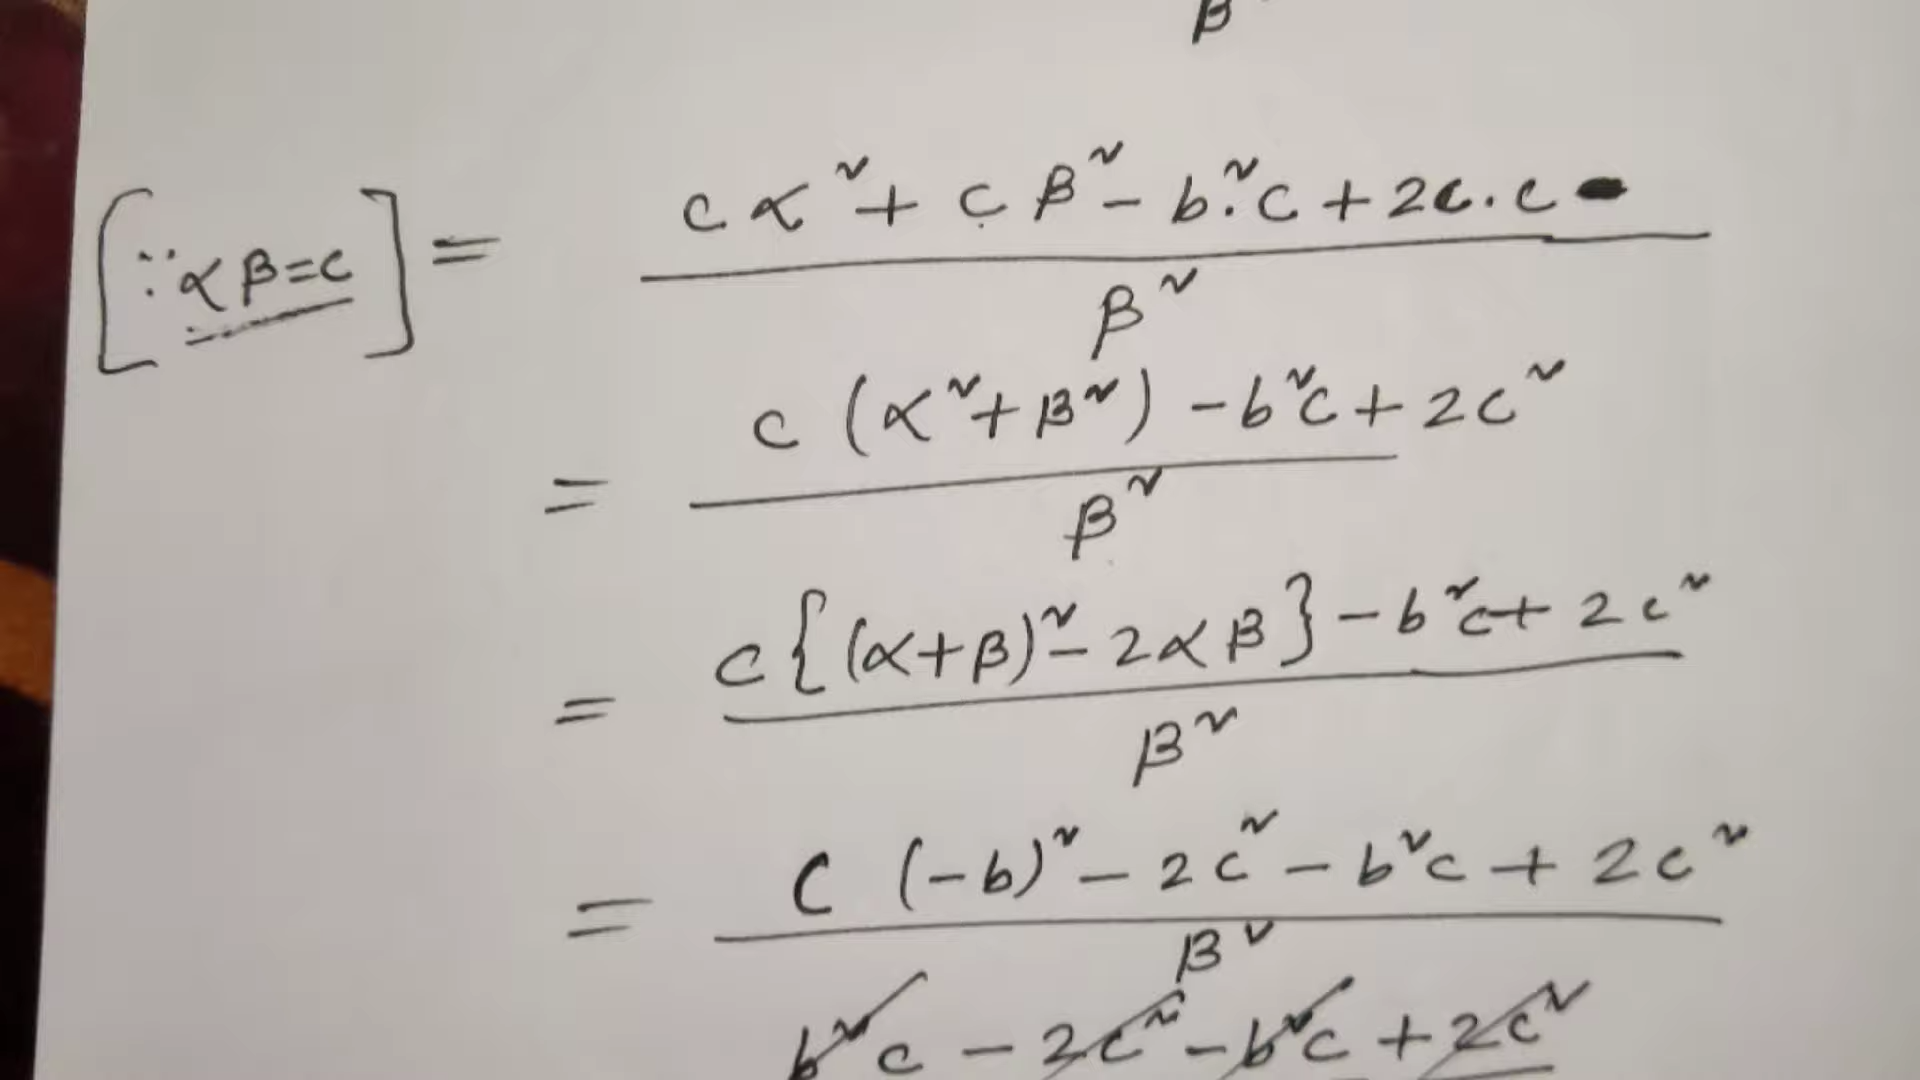 β
[∵ αβ=c] = cα² + cβ² - b².c + 2c.c
β²
= c (α² + β²) - b²c + 2c²
β²
= c{(α+β)² - 2αβ} - b²c + 2c²
β²
= C (-b)² - 2c² - b²c + 2c²
β²
b²c - 2c² - b²c + 2c²